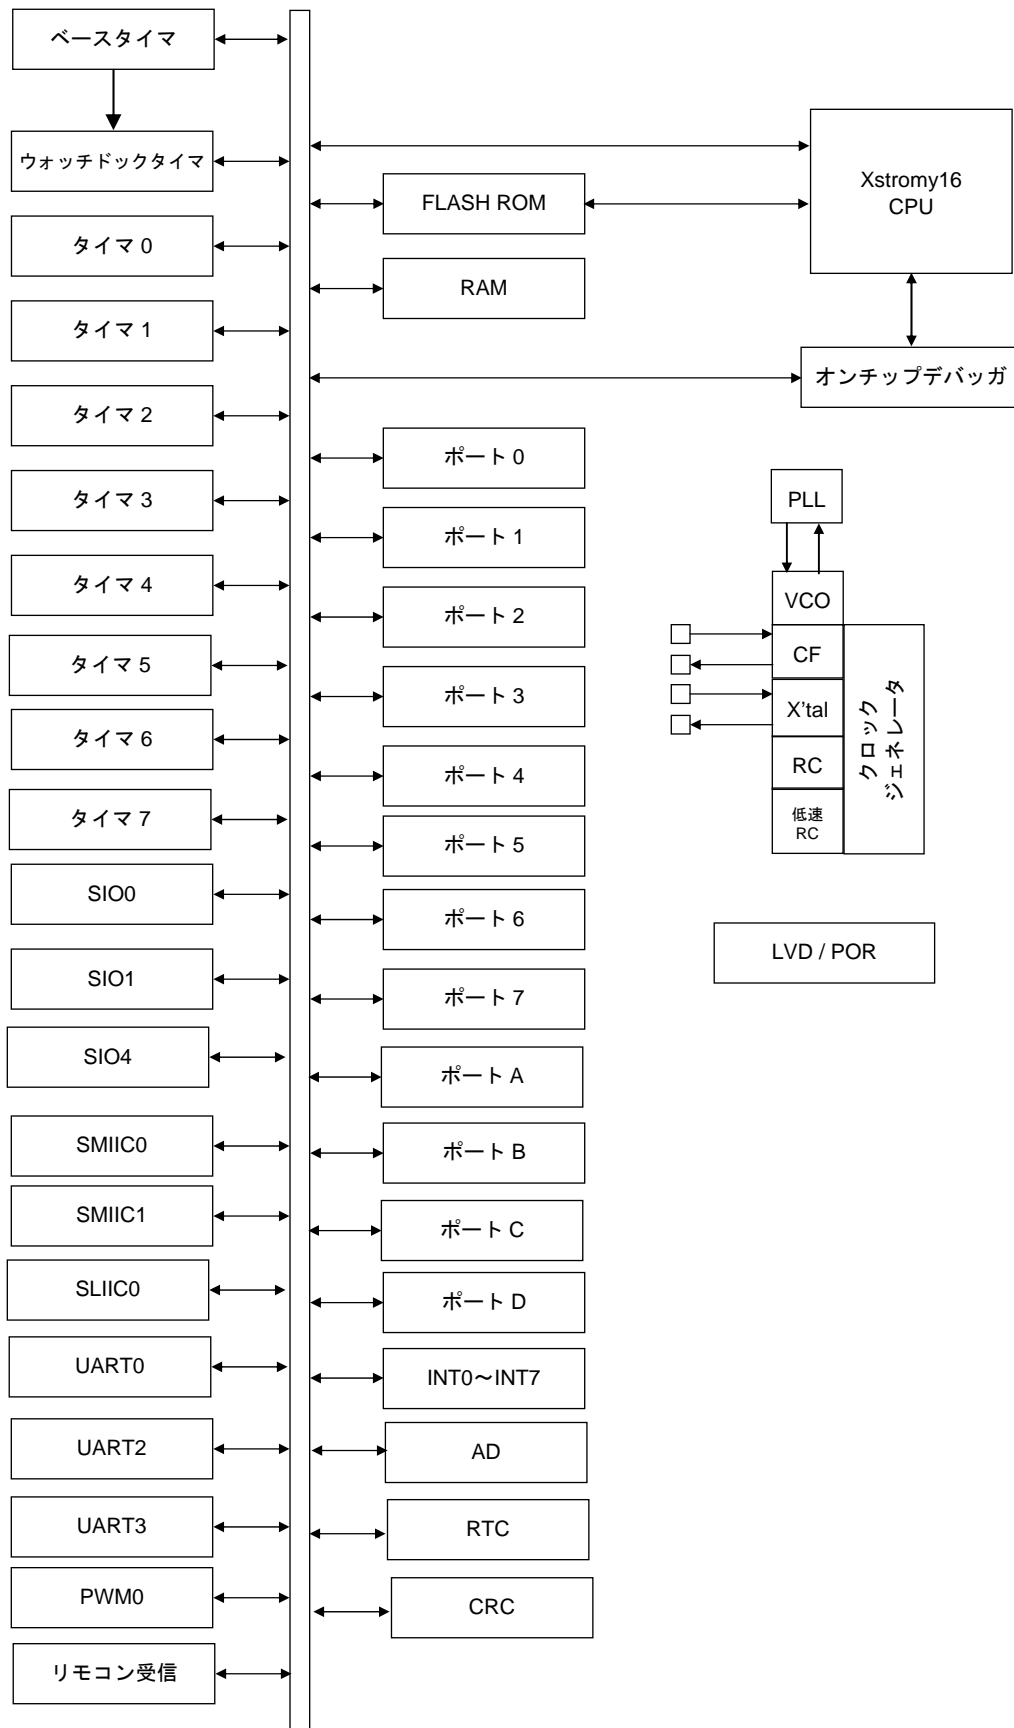 ベースタイマ
ウォッチドックタイマ
タイマ 0
タイマ 1
タイマ 2
タイマ 3
タイマ 4
タイマ 5
タイマ 6
タイマ 7
SIO0
SIO1
SIO4
SMIIC0
SMIIC1
SLIIC0
UART0
UART2
UART3
PWM0
リモコン受信
FLASH ROM
RAM
ポート 0
ポート 1
ポート 2
ポート 3
ポート 4
ポート 5
ポート 6
ポート 7
ポート A
ポート B
ポート C
ポート D
INT0～INT7
AD
RTC
CRC
Xstromy16
CPU
オンチップデバッガ
PLL
VCO
CF
X'tal
RC
低速
RC
クロック
ジェネレータ
LVD / POR